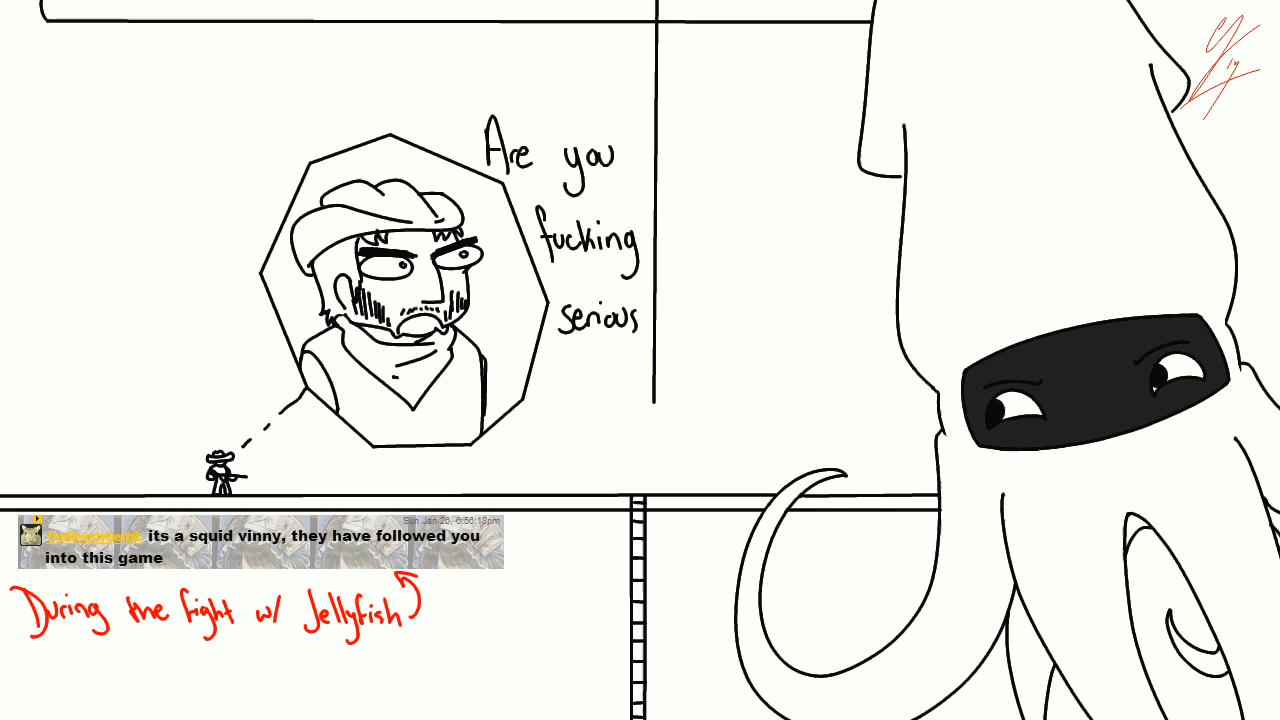 Are you
fucking
serious
Sun Jan 26, 6:56:18pm
its a squid vinny, they have followed you
into this game
During the fight w/ Jellyfish